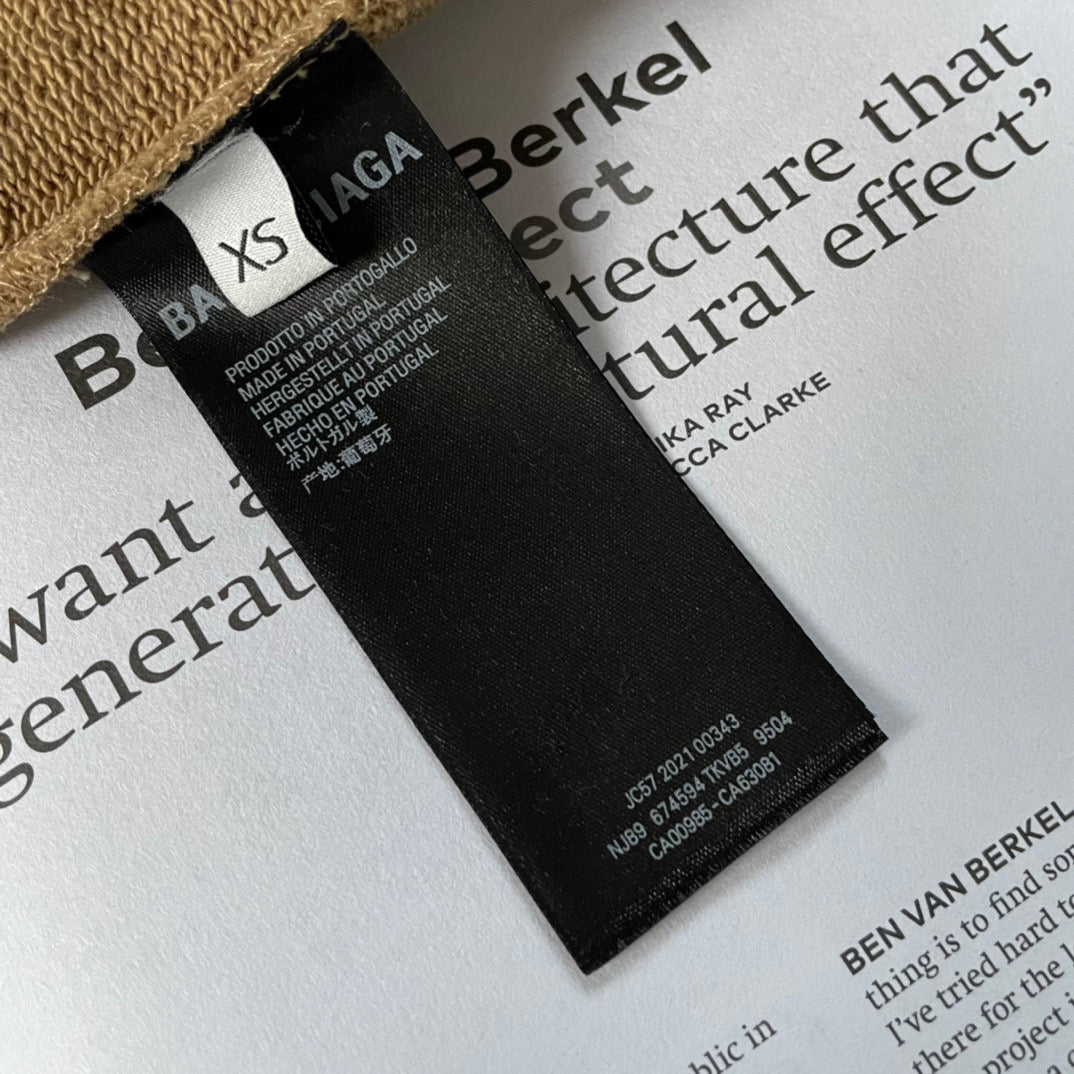 Berkel
ect
itecture that
tural effect”
IKA RAY
CCA CLARKE
Be
want a
generat
BA IAGA
XS
PRODOTTO IN PORTOGALLO
MADE IN PORTUGAL
HERGESTELLT IN PORTUGAL
FABRIQUE AU PORTUGAL
HECHO EN PORTUGAL
ポルトガル製
产地:葡萄牙
JC57 2021 00343
NJB9 674594 TKVB5 9504
CA00985-CA63081
BEN VAN BERKEL
thing is to find som
I've tried hard to
there for the l
project i
blic in